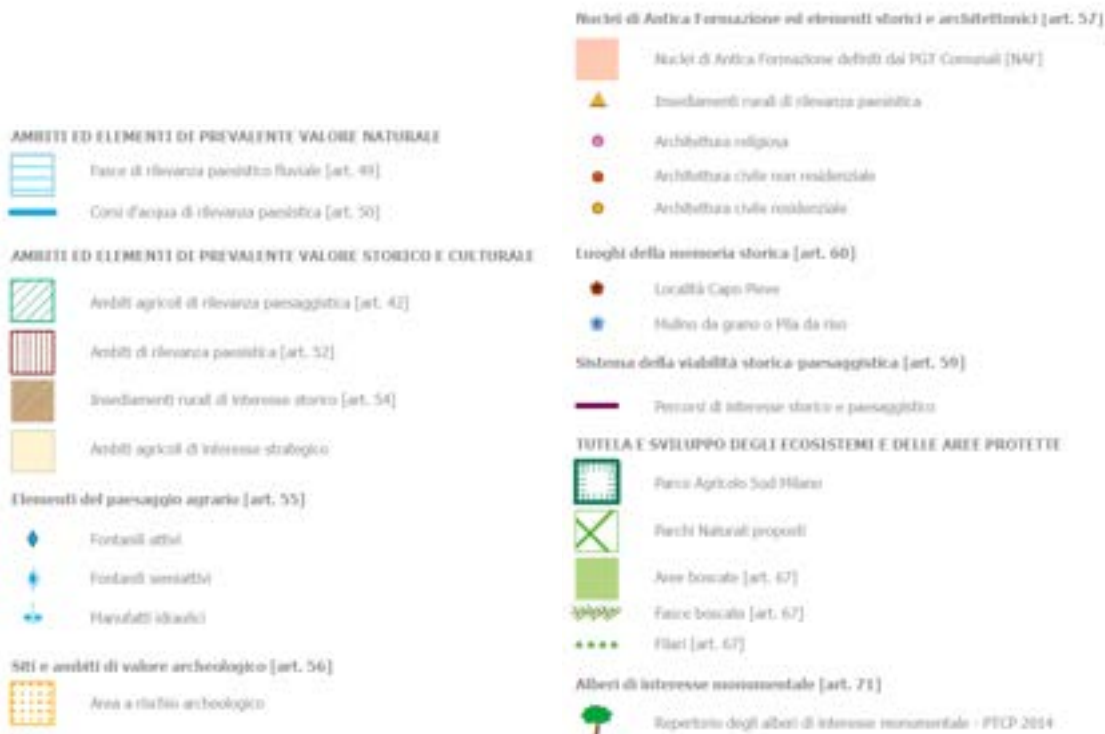 AMBITI ED ELEMENTI DI PREVALENTE VALORE NATURALE
Fasce di rilevanza paesistico fluviale [art. 49]
Corsi d'acqua di rilevanza paesistica [art. 50]
AMBITI ED ELEMENTI DI PREVALENTE VALORE STORICO E CULTURALE
Ambiti agricoli di rilevanza paesaggistica [art. 42]
Ambiti di rilevanza paesistica [art. 52]
Insediamenti rurali di interesse storico [art. 54]
Ambiti agricoli di interesse strategico
Elementi del paesaggio agrario [art. 55]
Fontanili attivi
Fontanili semiattivi
Manufatti idraulici
Siti e ambiti di valore archeologico [art. 56]
Area a rischio archeologico
Nuclei di Antica Formazione ed elementi storici e architettonici [art. 57]
Nuclei di Antica Formazione definiti dai PGT Comunali [NAF]
Insediamenti rurali di rilevanza paesistica
Architettura religiosa
Architettura civile non residenziale
Architettura civile residenziale
Luoghi della memoria storica [art. 60]
Località Capo Pieve
Mulino da grano o Pila da riso
Sistema della viabilità storica-paesaggistica [art. 59]
Percorsi di interesse storico e paesaggistico
TUTELA E SVILUPPO DEGLI ECOSISTEMI E DELLE AREE PROTETTE
Parco Agricolo Sud Milano
Parchi Naturali proposti
Aree boscate [art. 67]
Fasce boscate [art. 67]
Filari [art. 67]
Alberi di interesse monumentale [art. 71]
Repertorio degli alberi di interesse monumentale - PTCP 2014